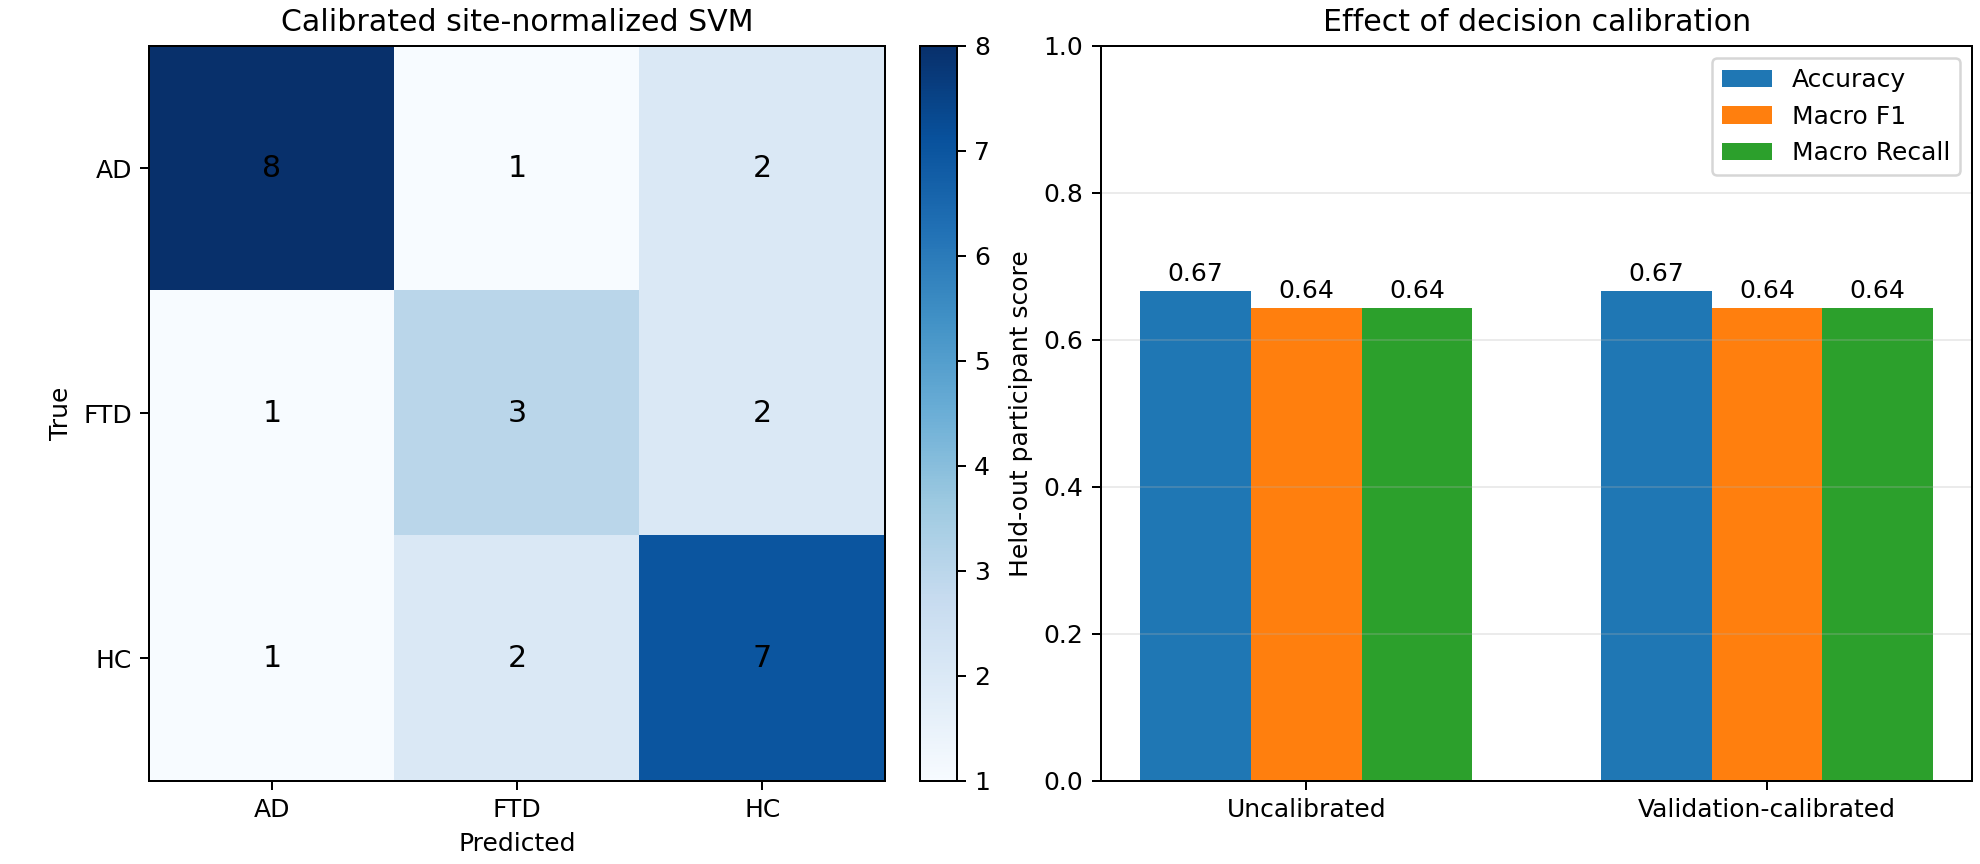 Calibrated site-normalized SVM
AD
8
1
2
FTD
1
3
2
HC
1
2
7
AD
FTD
HC
Predicted
True
8
7
6
5
4
3
2
1
Effect of decision calibration
Accuracy
Macro F1
Macro Recall
Held-out participant score
1.0
0.8
0.6
0.4
0.2
0.0
0.67
0.64
0.64
0.67
0.64
0.64
Uncalibrated
Validation-calibrated